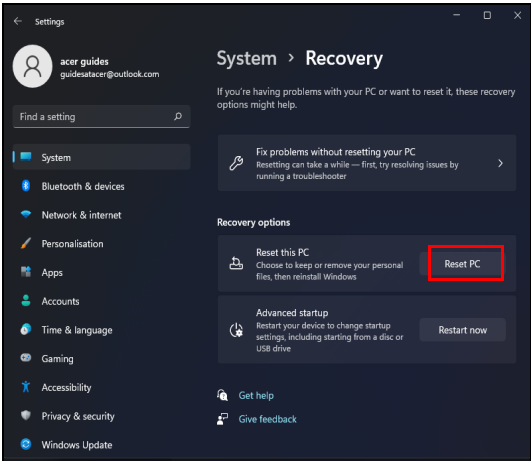 Settings
acer guides
guidesatacer@outlook.com
Find a setting
System
Bluetooth & devices
Network & internet
Personalisation
Apps
Accounts
Time & language
Gaming
Accessibility
Privacy & security
Windows Update
System > Recovery
If you're having problems with your PC or want to reset it, these recovery
options might help.
Fix problems without resetting your PC
Resetting can take a while — first, try resolving issues by
running a troubleshooter
Recovery options
Reset this PC
Choose to keep or remove your personal
files, then reinstall Windows
Reset PC
Advanced startup
Restart your device to change startup
settings, including starting from a disc or
USB drive
Restart now
Get help
Give feedback